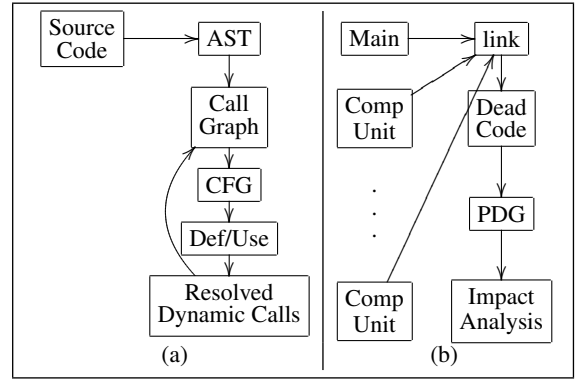 Source
Code
AST
Call
Graph
CFG
Def/Use
Resolved
Dynamic Calls
(a)
Main
link
Comp
Unit
Dead
Code
.
.
.
PDG
Comp
Unit
Impact
Analysis
(b)